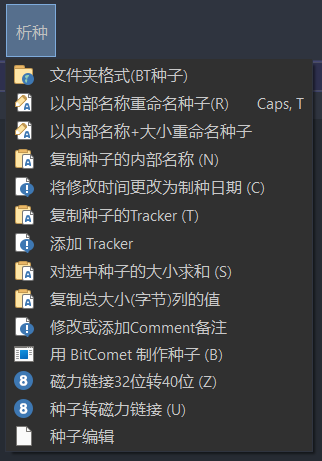 析种
文件夹格式(BT种子)
以内部名称重命名种子(R) Caps, T
以内部名称+大小重命名种子
复制种子的内部名称 (N)
将修改时间更改为制种日期 (C)
复制种子的Tracker (T)
添加 Tracker
对选中种子的大小求和 (S)
复制总大小(字节)列的值
修改或添加Comment备注
用 BitComet 制作种子 (B)
磁力链接32位转40位 (Z)
种子转磁力链接 (U)
种子编辑